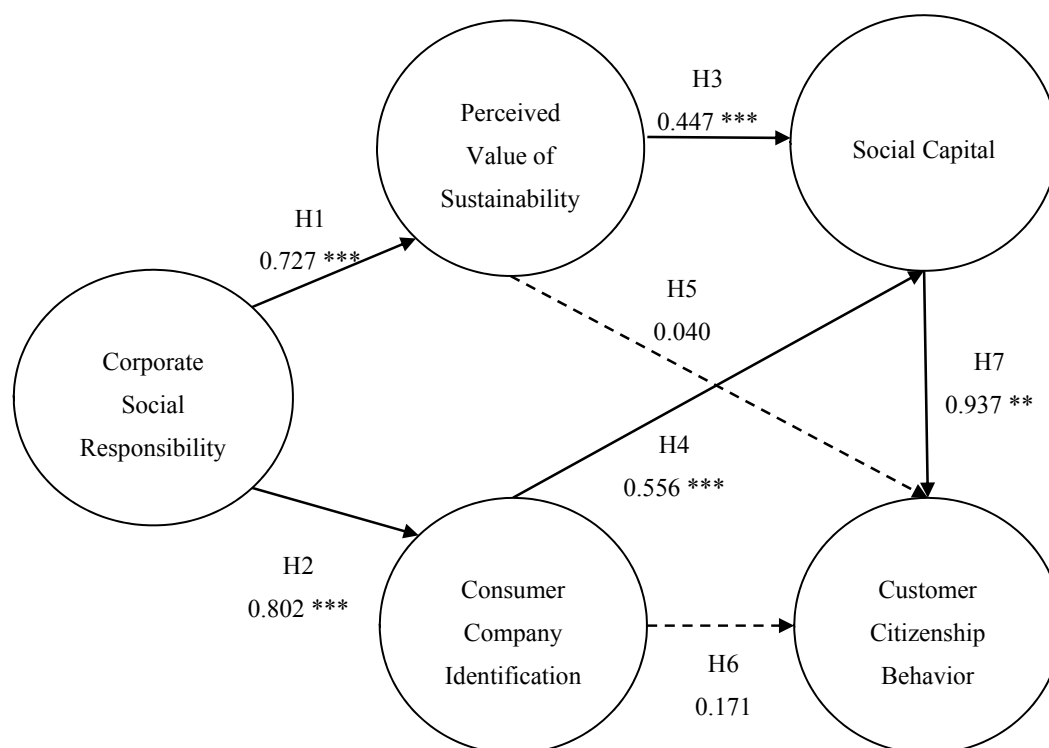 Perceived
Value of
Sustainability
H3
0.447 ***
Social Capital
H1
0.727 ***
Corporate
Social
Responsibility
H5
0.040
H7
0.937 **
H4
0.556 ***
H2
0.802 ***
Consumer
Company
Identification
H6
0.171
Customer
Citizenship
Behavior